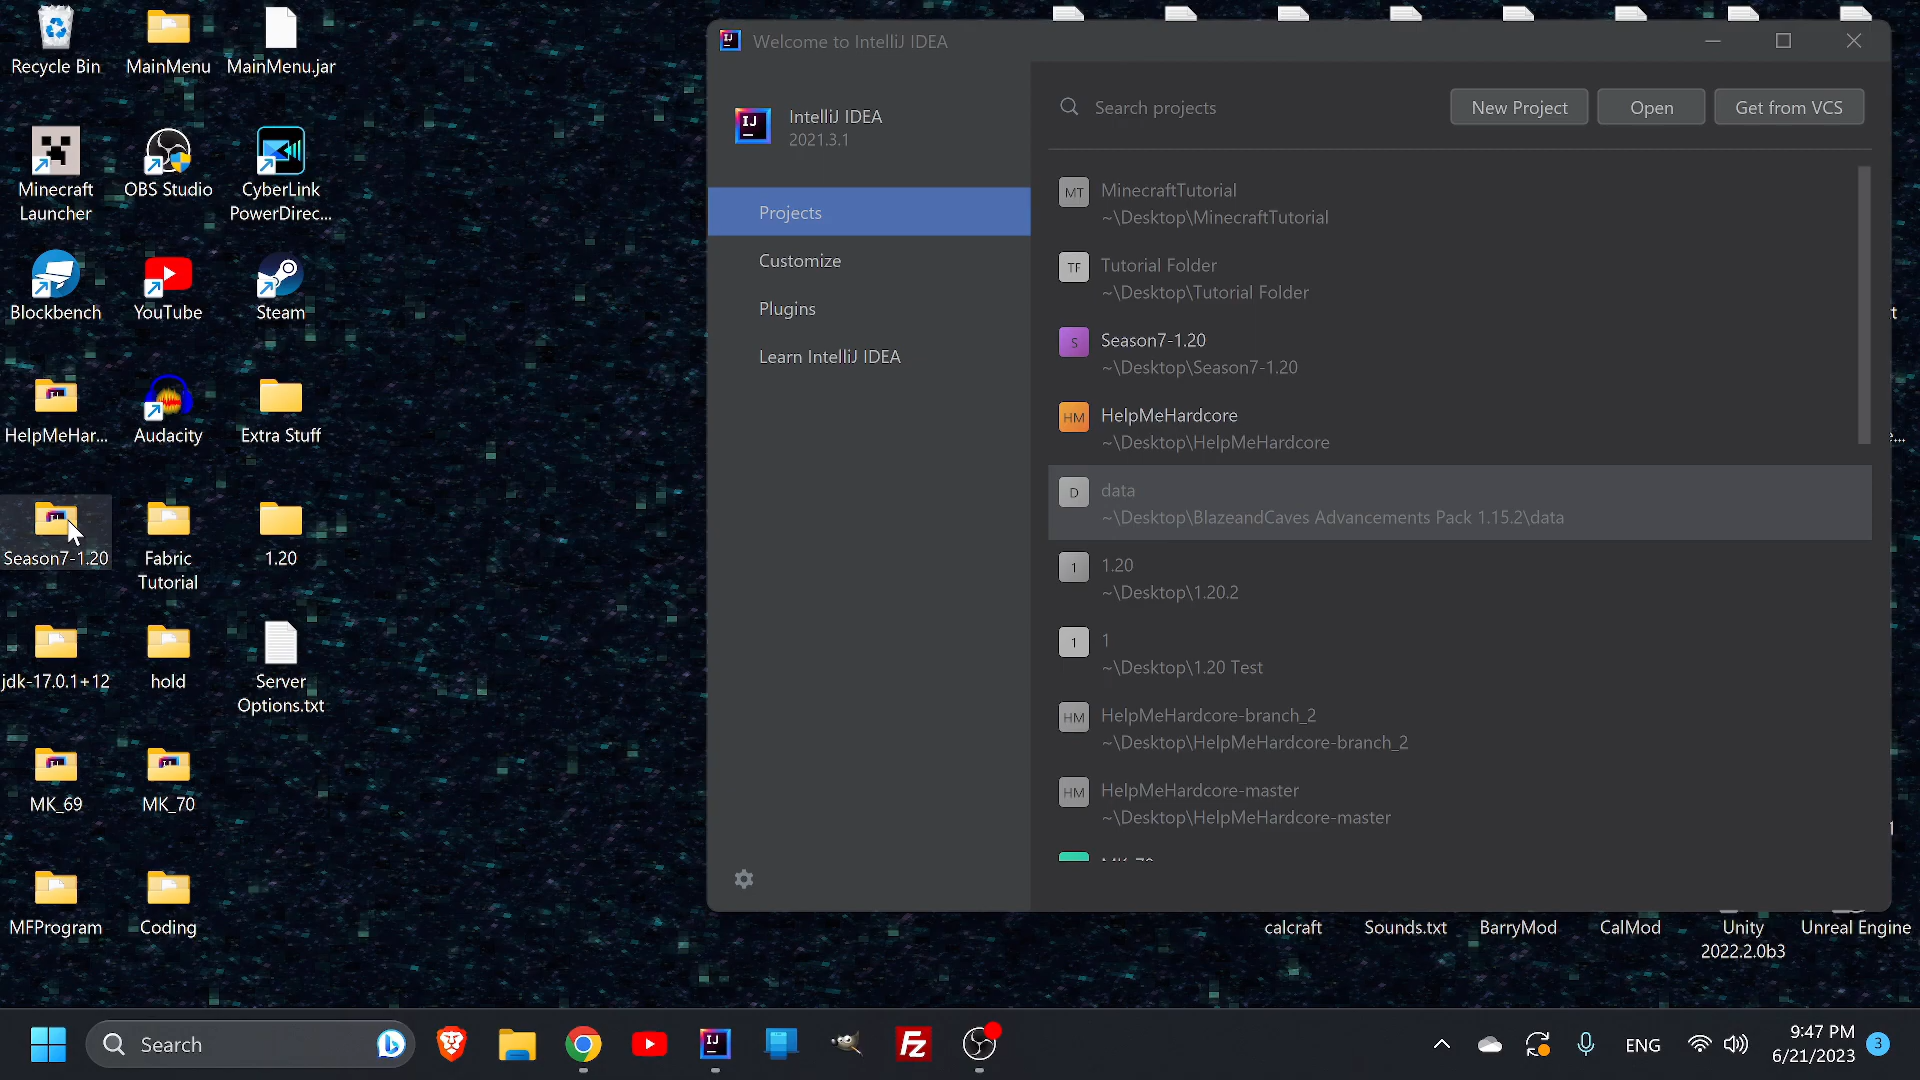 Recycle Bin
MainMenu
MainMenu.jar
Minecraft
Launcher
OBS Studio
CyberLink
PowerDirec...
Blockbench
YouTube
Steam
HelpMeHar...
Audacity
Extra Stuff
Season7-1.20
Fabric
Tutorial
1.20
jdk-17.0.1+12
hold
Server
Options.txt
MK_69
MK_70
MFProgram
Coding
Welcome to IntelliJ IDEA
IntelliJ IDEA
2021.3.1
Projects
Customize
Plugins
Learn IntelliJ IDEA
Search projects
New Project
Open
Get from VCS
MT
MinecraftTutorial
~\Desktop\MinecraftTutorial
TF
Tutorial Folder
~\Desktop\Tutorial Folder
S
Season7-1.20
~\Desktop\Season7-1.20
HM
HelpMeHardcore
~\Desktop\HelpMeHardcore
D
data
~\Desktop\BlazeandCaves Advancements Pack 1.15.2\data
1
1.20
~\Desktop\1.20.2
1
1
~\Desktop\1.20 Test
HM
HelpMeHardcore-branch_2
~\Desktop\HelpMeHardcore-branch_2
HM
HelpMeHardcore-master
~\Desktop\HelpMeHardcore-master
calcraft
Sounds.txt
BarryMod
CalMod
Unity
2022.2.0b3
Unreal Engine
Search
ENG
9:47 PM
6/21/2023
3